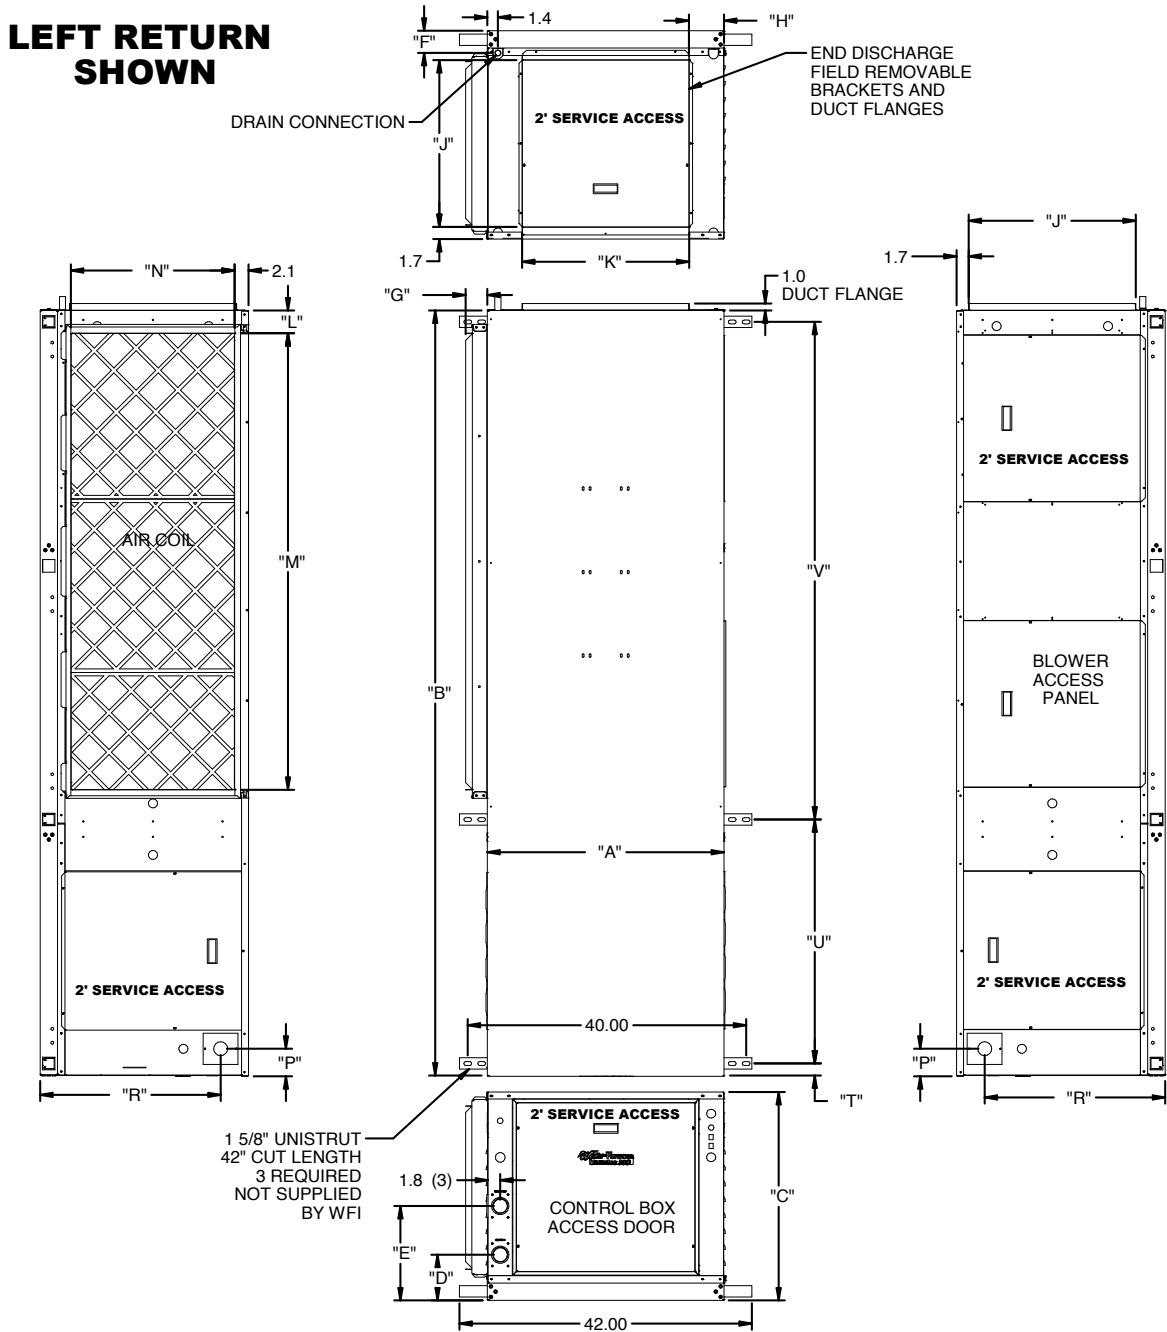 LEFT RETURN
SHOWN
1.4
"H"
"F"
END DISCHARGE
FIELD REMOVABLE
BRACKETS AND
DUCT FLANGES
DRAIN CONNECTION
2' SERVICE ACCESS
"J"
1.7
"K"
"N"
2.1
"G"
1.0
DUCT FLANGE
1.7
"J"
"L"
2' SERVICE ACCESS
AIR COIL
"M"
"V"
"B"
BLOWER
ACCESS
PANEL
"A"
"U"
2' SERVICE ACCESS
2' SERVICE ACCESS
40.00
"P"
"P"
"R"
"T"
"R"
1 5/8" UNISTRUT
42" CUT LENGTH
3 REQUIRED
NOT SUPPLIED
BY WFI
2' SERVICE ACCESS
1.8 (3)
"C"
CONTROL BOX
ACCESS DOOR
"E"
"D"
42.00